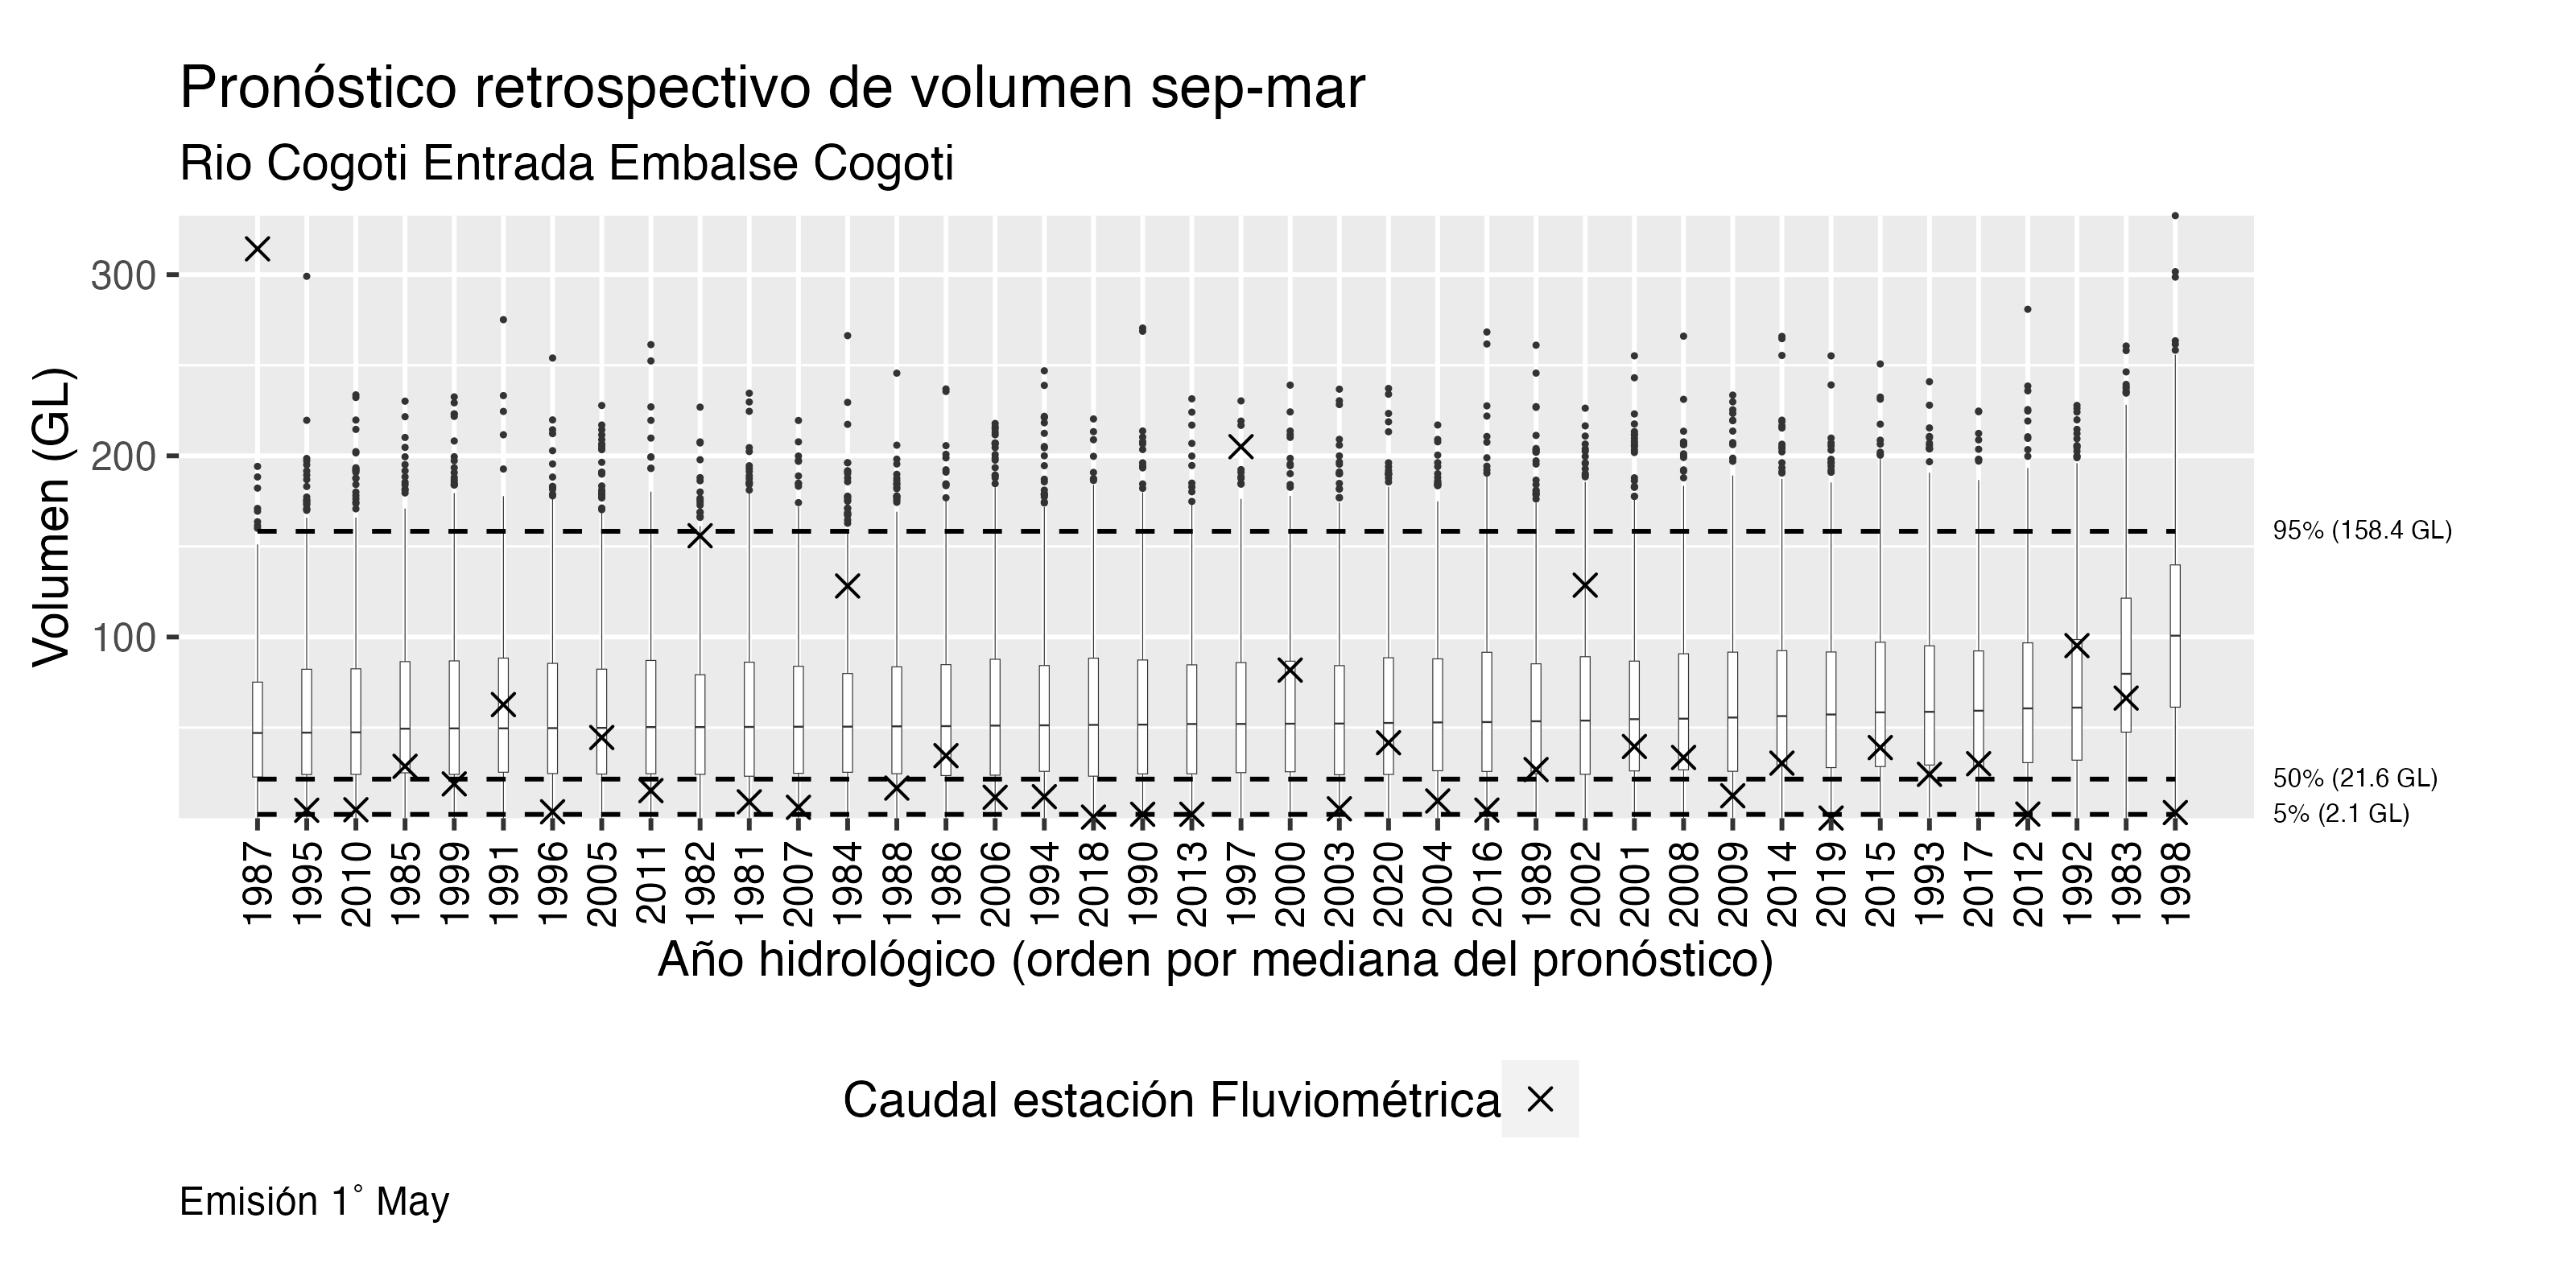 Pronóstico retrospectivo de volumen sep-mar
Rio Cogoti Entrada Embalse Cogoti
Volumen (GL)
300
200
100
95% (158.4 GL)
50% (21.6 GL)
5% (2.1 GL)
1987 1995 2010 1985 1999 1991 1996 2005 2011 1982 1981 2007 1984 1988 1986 2006 1994 2018 1990 2013 1997 2000 2003 2020 2004 2016 1989 2002 2001 2008 2009 2014 2019 2015 1993 2017 2012 1992 1983 1998
Año hidrológico (orden por mediana del pronóstico)
Caudal estación Fluviométrica
Emisión 1° May